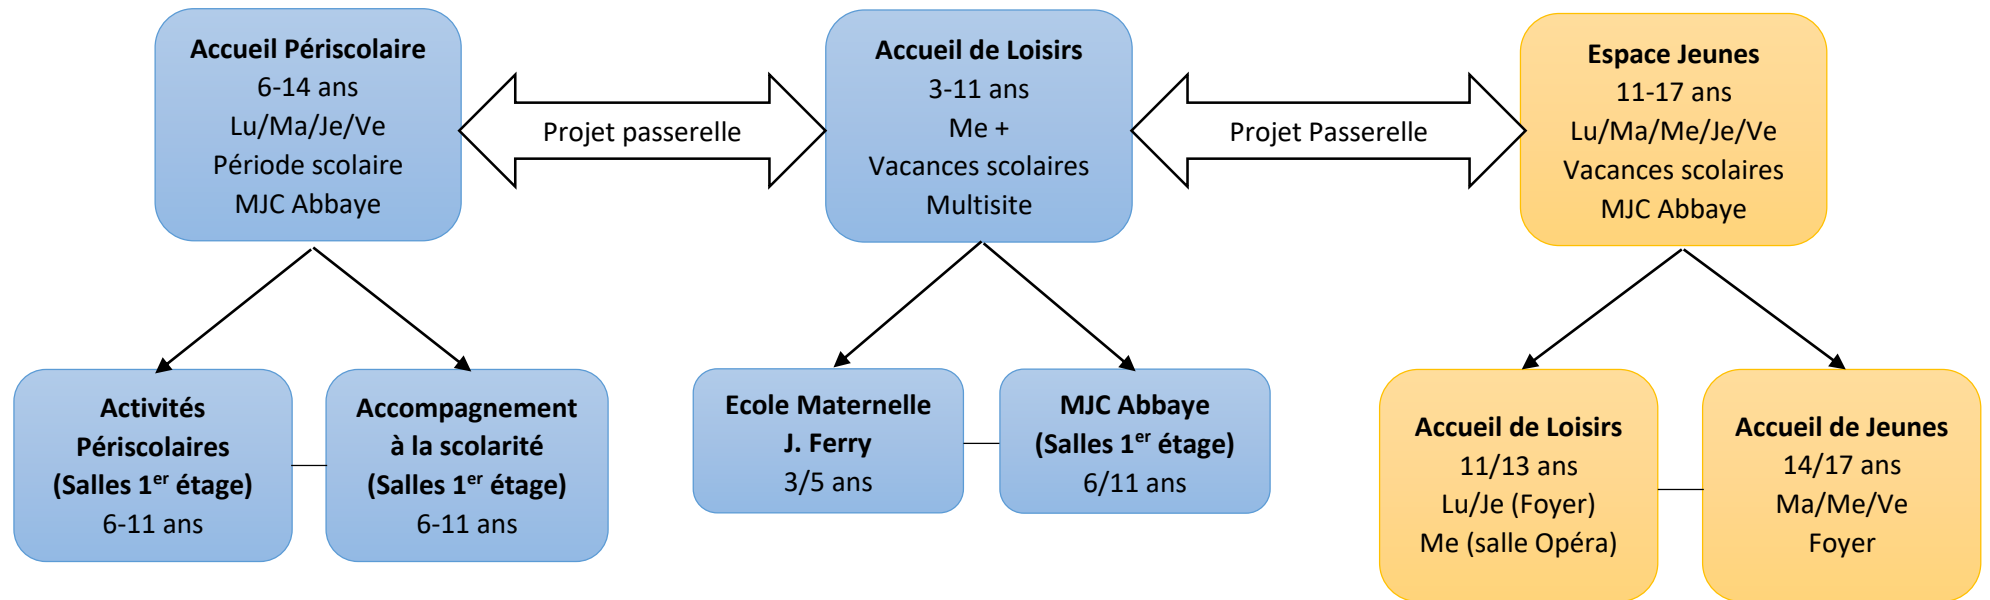 Accueil Périscolaire
6-14 ans
Lu/Ma/Je/Ve
Période scolaire
MJC Abbaye
Projet passerelle
Accueil de Loisirs
3-11 ans
Me +
Vacances scolaires
Multisite
Projet Passerelle
Espace Jeunes
11-17 ans
Lu/Ma/Me/Je/Ve
Vacances scolaires
MJC Abbaye
Activités
Périscolaires
(Salles 1er étage)
6-11 ans
Accompagnement
à la scolarité
(Salles 1er étage)
6-11 ans
Ecole Maternelle
J. Ferry
3/5 ans
MJC Abbaye
(Salles 1er étage)
6/11 ans
Accueil de Loisirs
11/13 ans
Lu/Je (Foyer)
Me (salle Opéra)
Accueil de Jeunes
14/17 ans
Ma/Me/Ve
Foyer